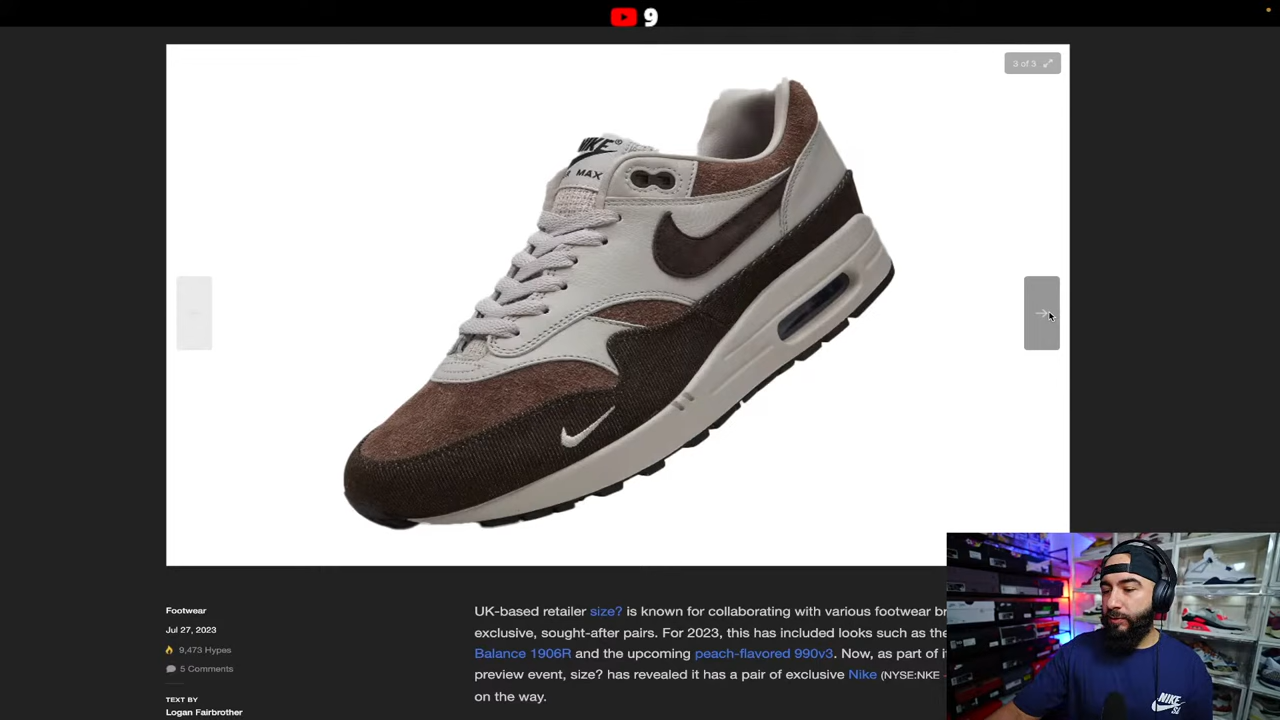 9
3 of 3
NIKE®
R MAX
Footwear
Jul 27, 2023
9,473 Hypes
5 Comments
TEXT BY
Logan Fairbrother
UK-based retailer size? is known for collaborating with various footwear br
exclusive, sought-after pairs. For 2023, this has included looks such as the
Balance 1906R and the upcoming peach-flavored 990v3. Now, as part of i
preview event, size? has revealed it has a pair of exclusive Nike (NYSE:NKE
on the way.
NIKE